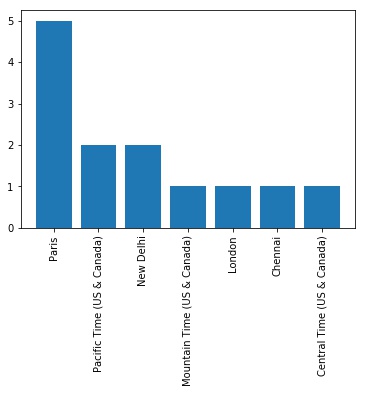 5
4
3
2
1
0
Paris
Pacific Time (US & Canada)
New Delhi
Mountain Time (US & Canada)
London
Chennai
Central Time (US & Canada)